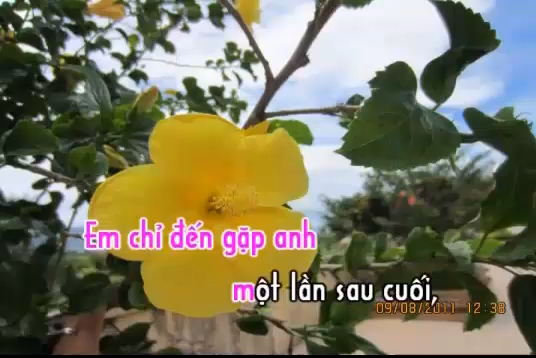 Em chỉ đến gặp anh
một lần sau cuối,
09/08/2011 12:38